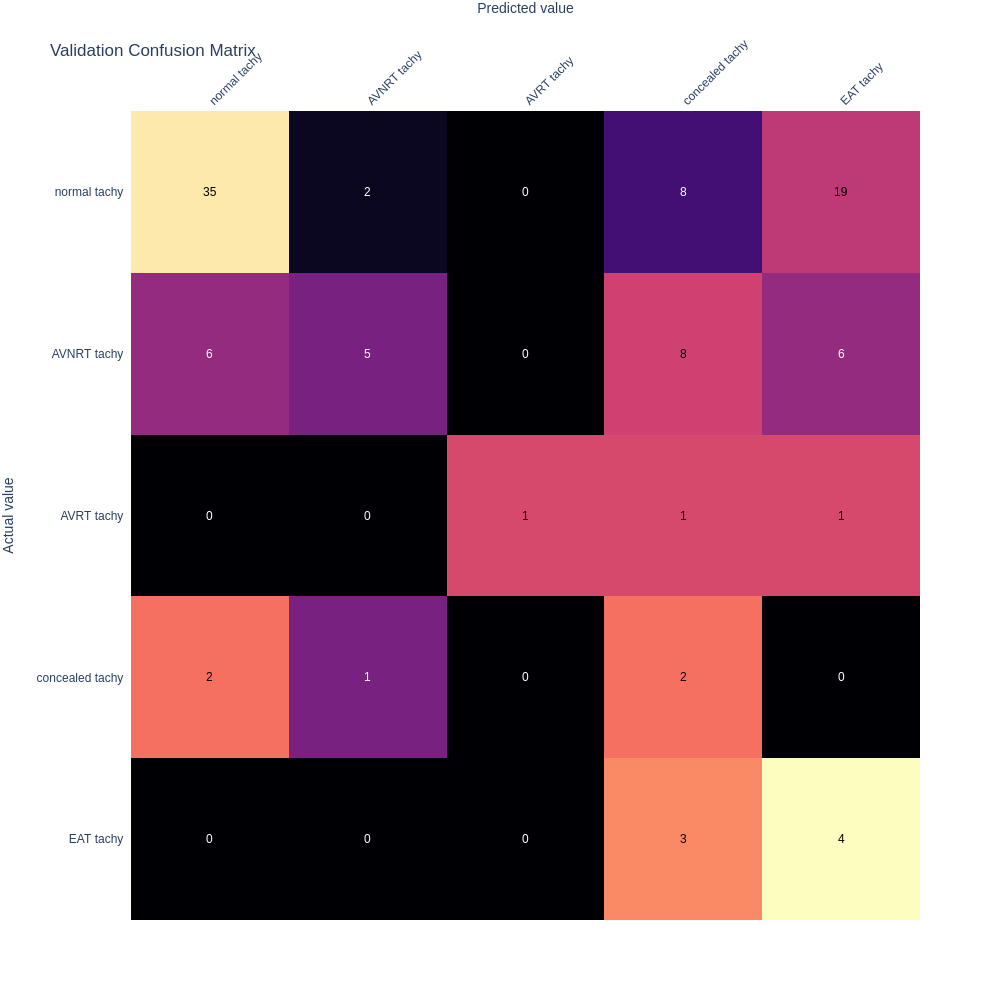 Predicted value
Validation Confusion Matrix
normal tachy AVNRT tachy AVRT tachy concealed tachy EAT tachy
normal tachy 35 2 0 8 19
AVNRT tachy 6 5 0 8 6
Actual value
AVRT tachy 0 0 1 1 1
concealed tachy 2 1 0 2 0
EAT tachy 0 0 0 3 4